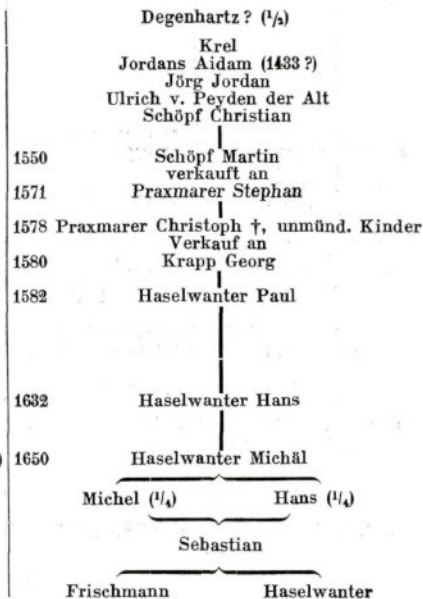 Degenhartz? (¹/₂)
Krel
Jordans Aidam (1433?)
Jörg Jordan
Ulrich v. Peyden der Alt
Schöpf Christian
1550 Schöpf Martin
verkauft an
1571 Praxmarer Stephan
1578 Praxmarer Christoph †, unmünd. Kinder
Verkauf an
1580 Krapp Georg
1582 Haselwanter Paul
1632 Haselwanter Hans
) 1650 Haselwanter Michäl
Michel (¹/₄) Hans (¹/₄)
Sebastian
Frischmann Haselwanter